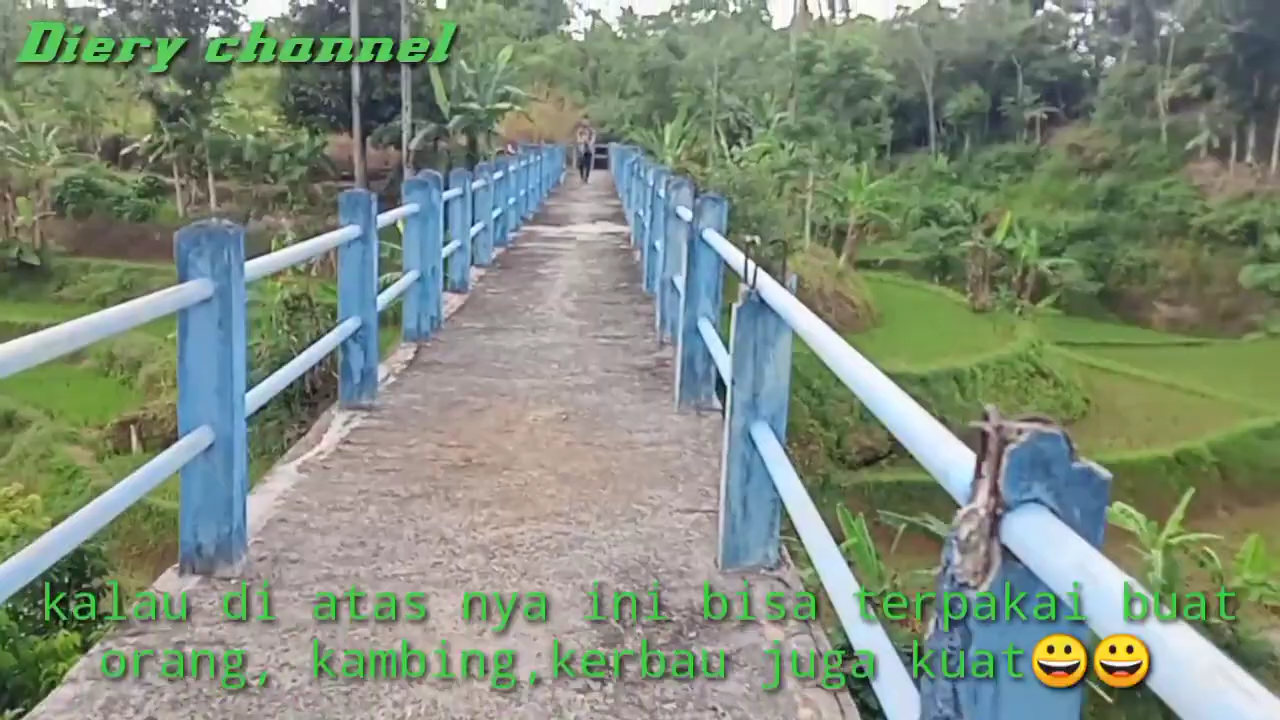 Diery channel
kalau di atas nya ini bisa terpakai buat
orang, kambing,kerbau juga kuat😀😀